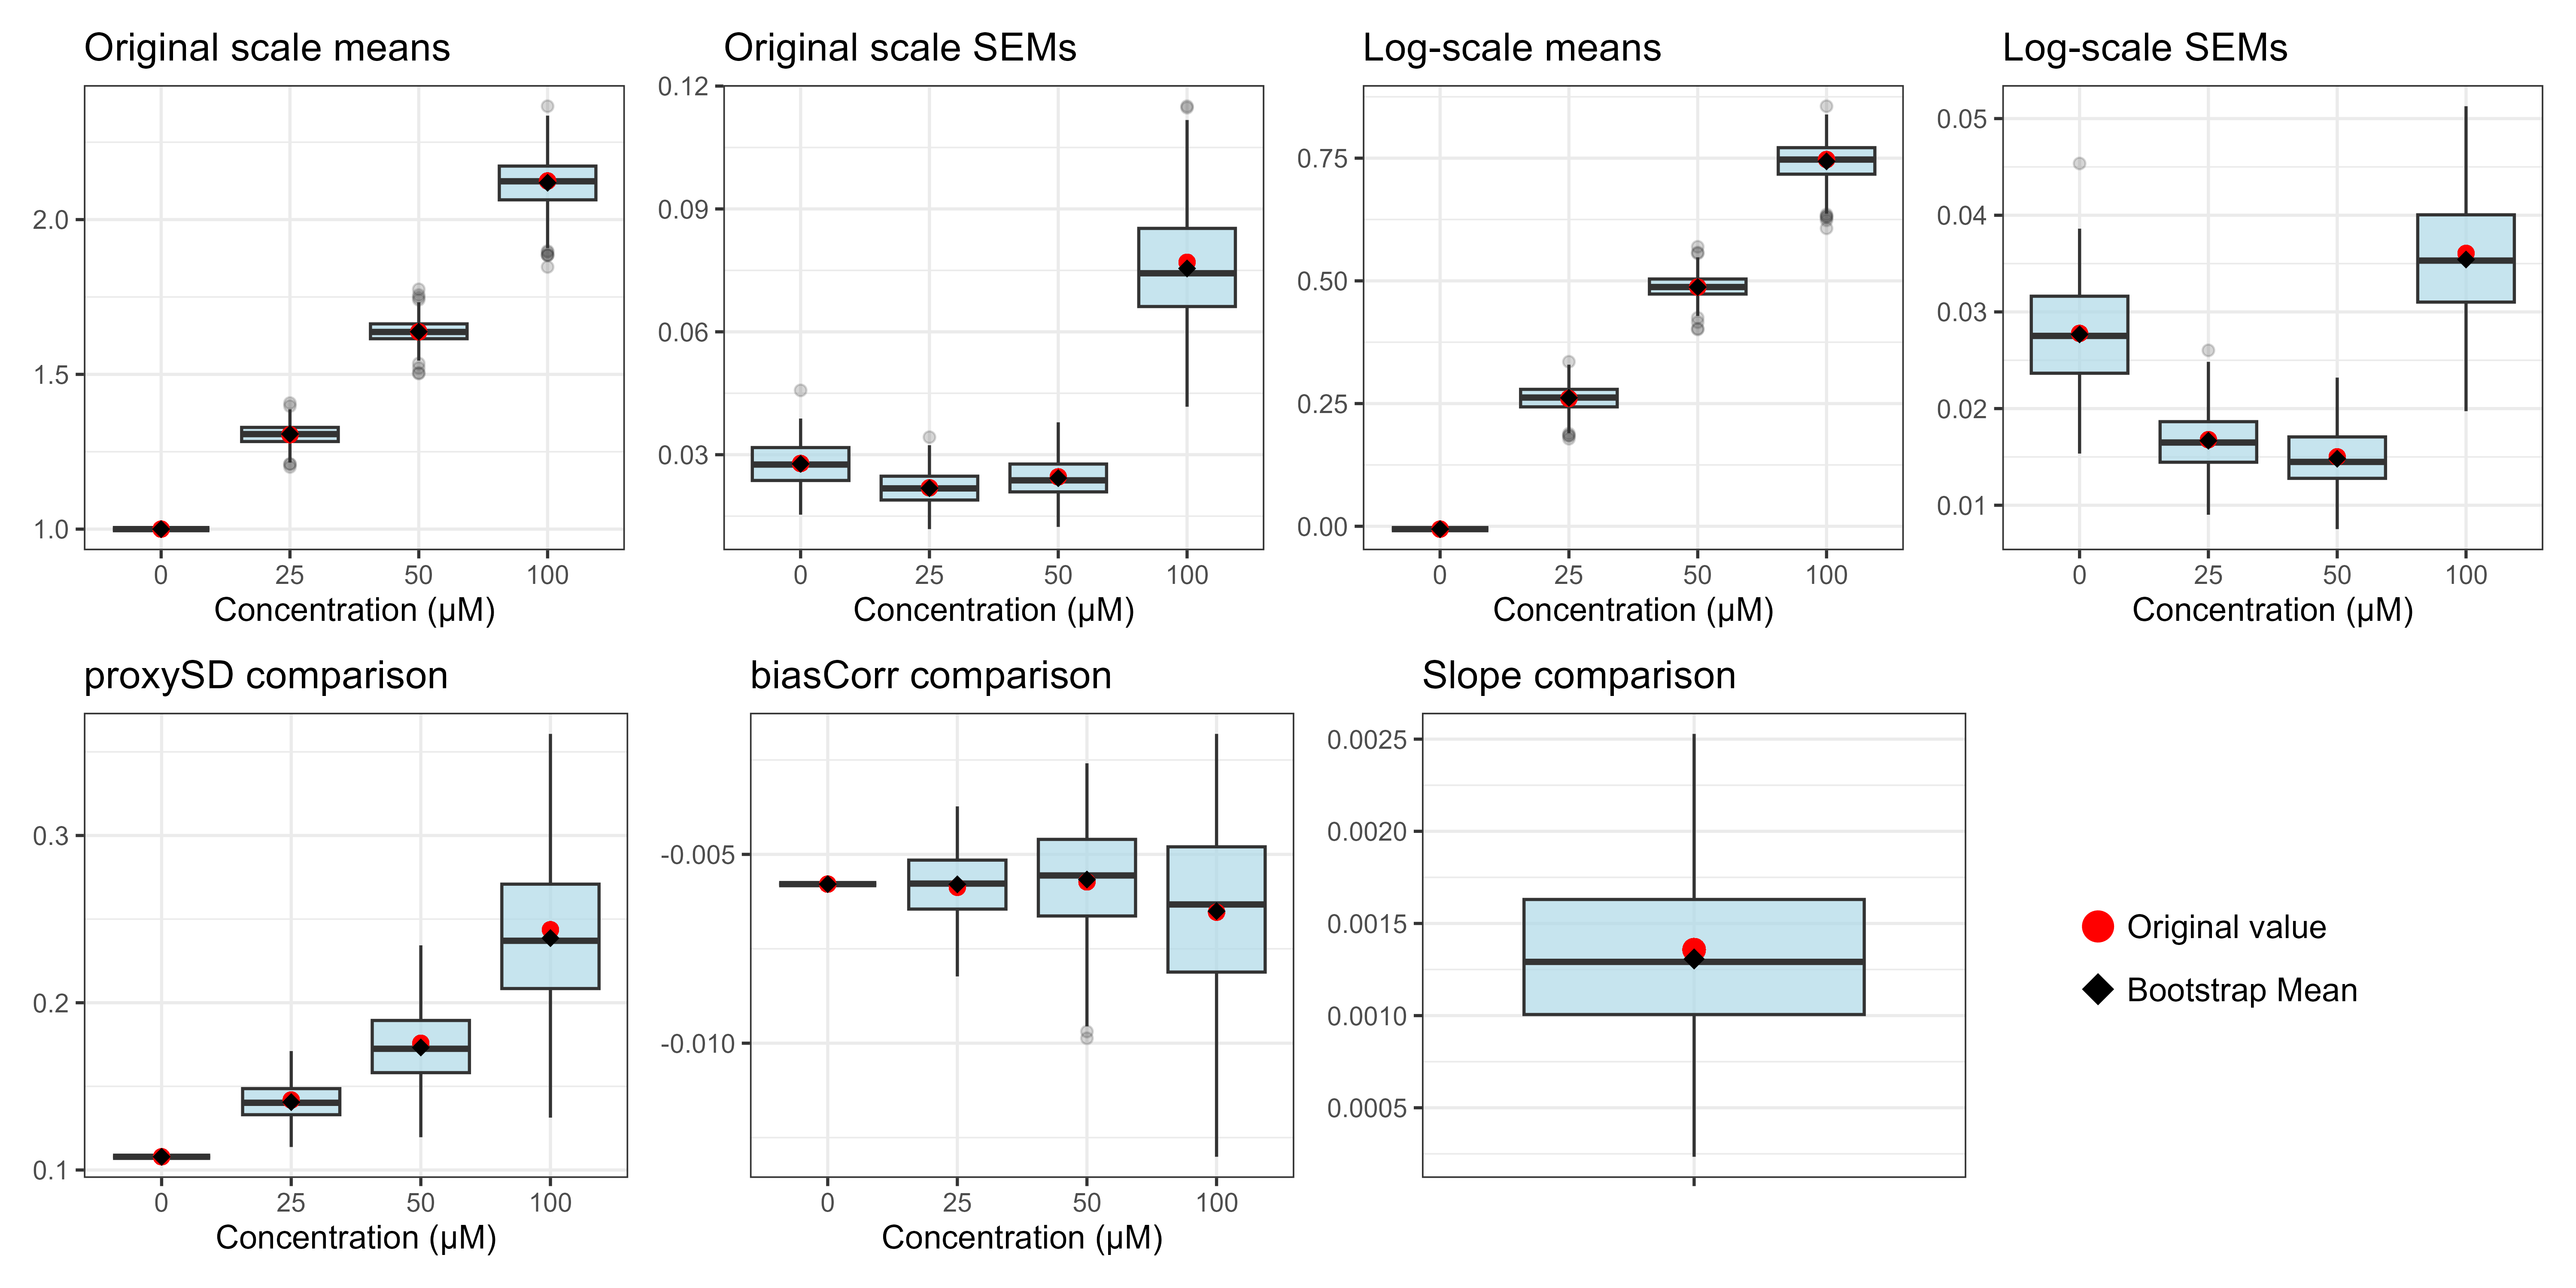 Original scale means
Original scale SEMs
Log-scale means
Log-scale SEMs
2.0
1.5
1.0
0 25 50 100
Concentration (µM)
0.12
0.09
0.06
0.03
0 25 50 100
Concentration (µM)
0.75
0.50
0.25
0.00
0 25 50 100
Concentration (µM)
0.05
0.04
0.03
0.02
0.01
0 25 50 100
Concentration (µM)
proxySD comparison
biasCorr comparison
Slope comparison
0.3
0.2
0.1
0 25 50 100
Concentration (µM)
-0.005
-0.010
0 25 50 100
Concentration (µM)
0.0025
0.0020
0.0015
0.0010
0.0005
Original value
Bootstrap Mean